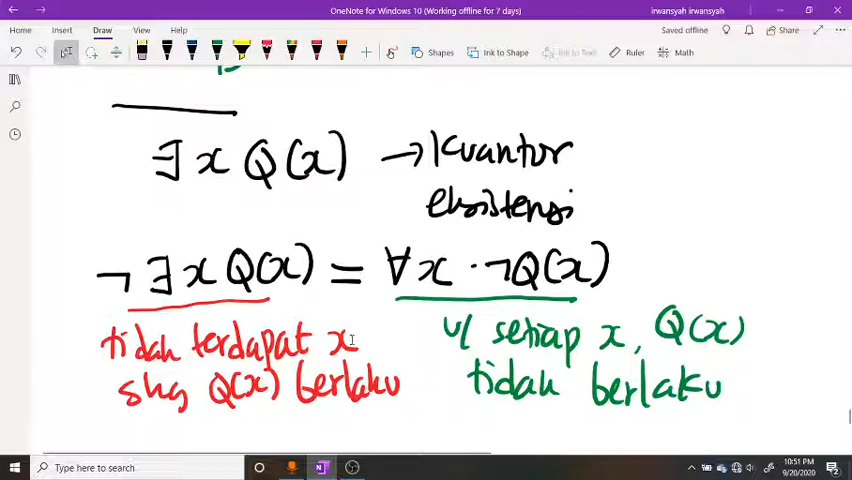 OneNote for Windows 10 (Working offline for 7 days)
irwansyah irwansyah
Home Insert Draw View Help
Saved offline Share
Shapes Ink to Shape Ink to Text Ruler Math
∃x Q(x) → Kuantor
eksistensi
¬∃x Q(x) = ∀x · ¬Q(x)
tidak terdapat x
shg Q(x) berlaku
u/ setiap x, Q(x)
tidak berlaku
Type here to search
10:51 PM
9/20/2020
2